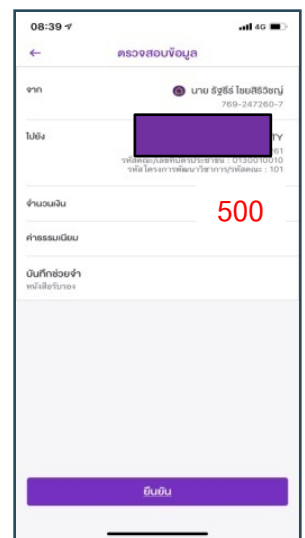 08:39
4G
ตรวจสอบข้อมูล
จาก
นาย รัฐธีร์ ไชยสิริวิชญ์
769-247260-7
ไปยัง
TY
61
รหัสคณะ/เลขที่บัตรประชาชน : 0130010010
รหัสโครงการพัฒนาวิชาการ/รหัสคณะ : 101
จำนวนเงิน
500
ค่าธรรมเนียม
บันทึกช่วยจำ
หนังสือรับรอง
ยืนยัน